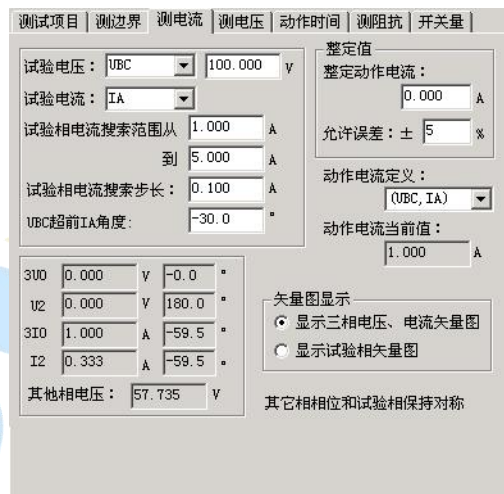 测试项目 测边界 测电流 测电压 动作时间 测阻抗 开关量
试验电压： UBC 100.000 V
试验电流： IA
试验相电流搜索范围从 1.000 A
到 5.000 A
试验相电流搜索步长： 0.100 A
UBC超前IA角度： -30.0 °
整定值
整定动作电流：
0.000 A
允许误差：± 5 %
动作电流定义：
(UBC,IA)
动作电流当前值：
1.000 A
3U0 0.000 V -0.0 °
U2 0.000 V 180.0 °
3I0 1.000 A -59.5 °
I2 0.333 A -59.5 °
其他相电压： 57.735 V
矢量图显示
显示三相电压、电流矢量图
显示试验相矢量图
其它相相位和试验相保持对称